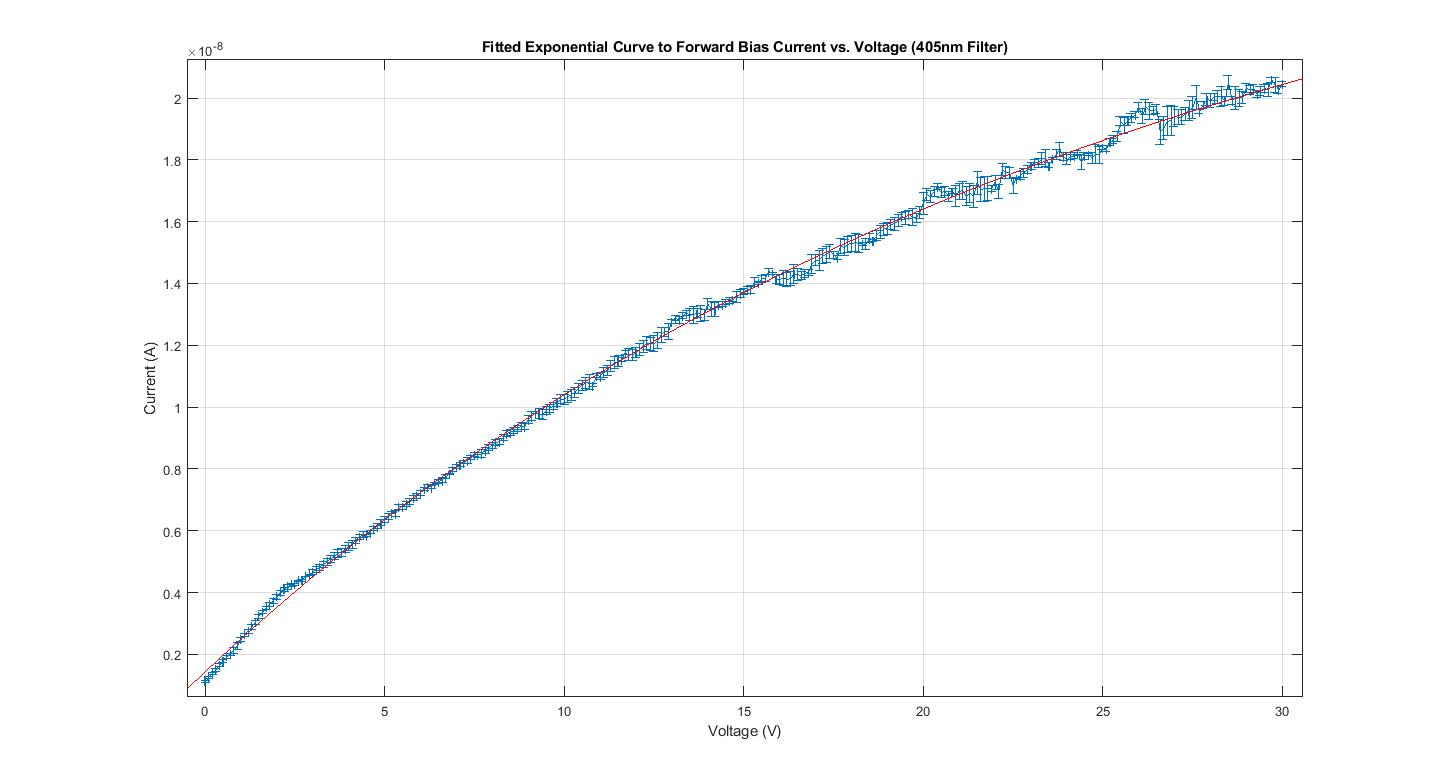 Fitted Exponential Curve to Forward Bias Current vs. Voltage (405nm Filter)
×10-8
2
1.8
1.6
1.4
1.2
1
0.8
0.6
0.4
0.2
Current (A)
0 5 10 15 20 25 30
Voltage (V)